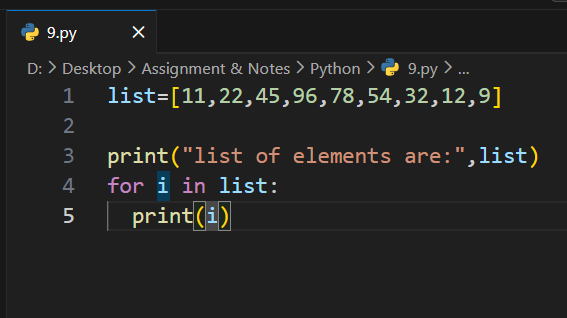 9.py
D: > Desktop > Assignment & Notes > Python > 9.py > ...
1 list=[11,22,45,96,78,54,32,12,9]
2
3 print("list of elements are:",list)
4 for i in list:
5   print(i)